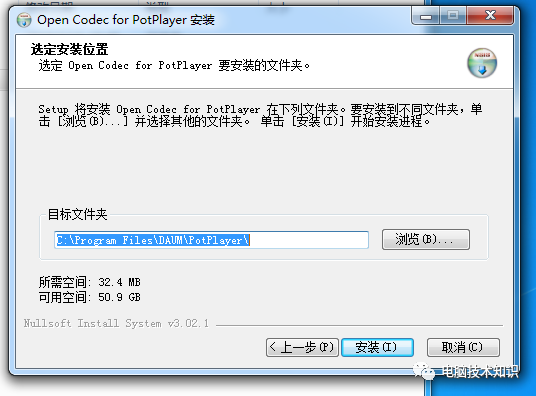 Open Codec for PotPlayer 安装
选定安装位置
选定 Open Codec for PotPlayer 要安装的文件夹。
Setup 将安装 Open Codec for PotPlayer 在下列文件夹。要安装到不同文件夹，单
击 [浏览(B)...] 并选择其他的文件夹。 单击 [安装(I)] 开始安装进程。
目标文件夹
C:\Program Files\DAUM\PotPlayer\
浏览(B)...
所需空间: 32.4 MB
可用空间: 50.9 GB
Nullsoft Install System v3.02.1
< 上一步(P)
安装(I)
取消(C)
电脑技术知识